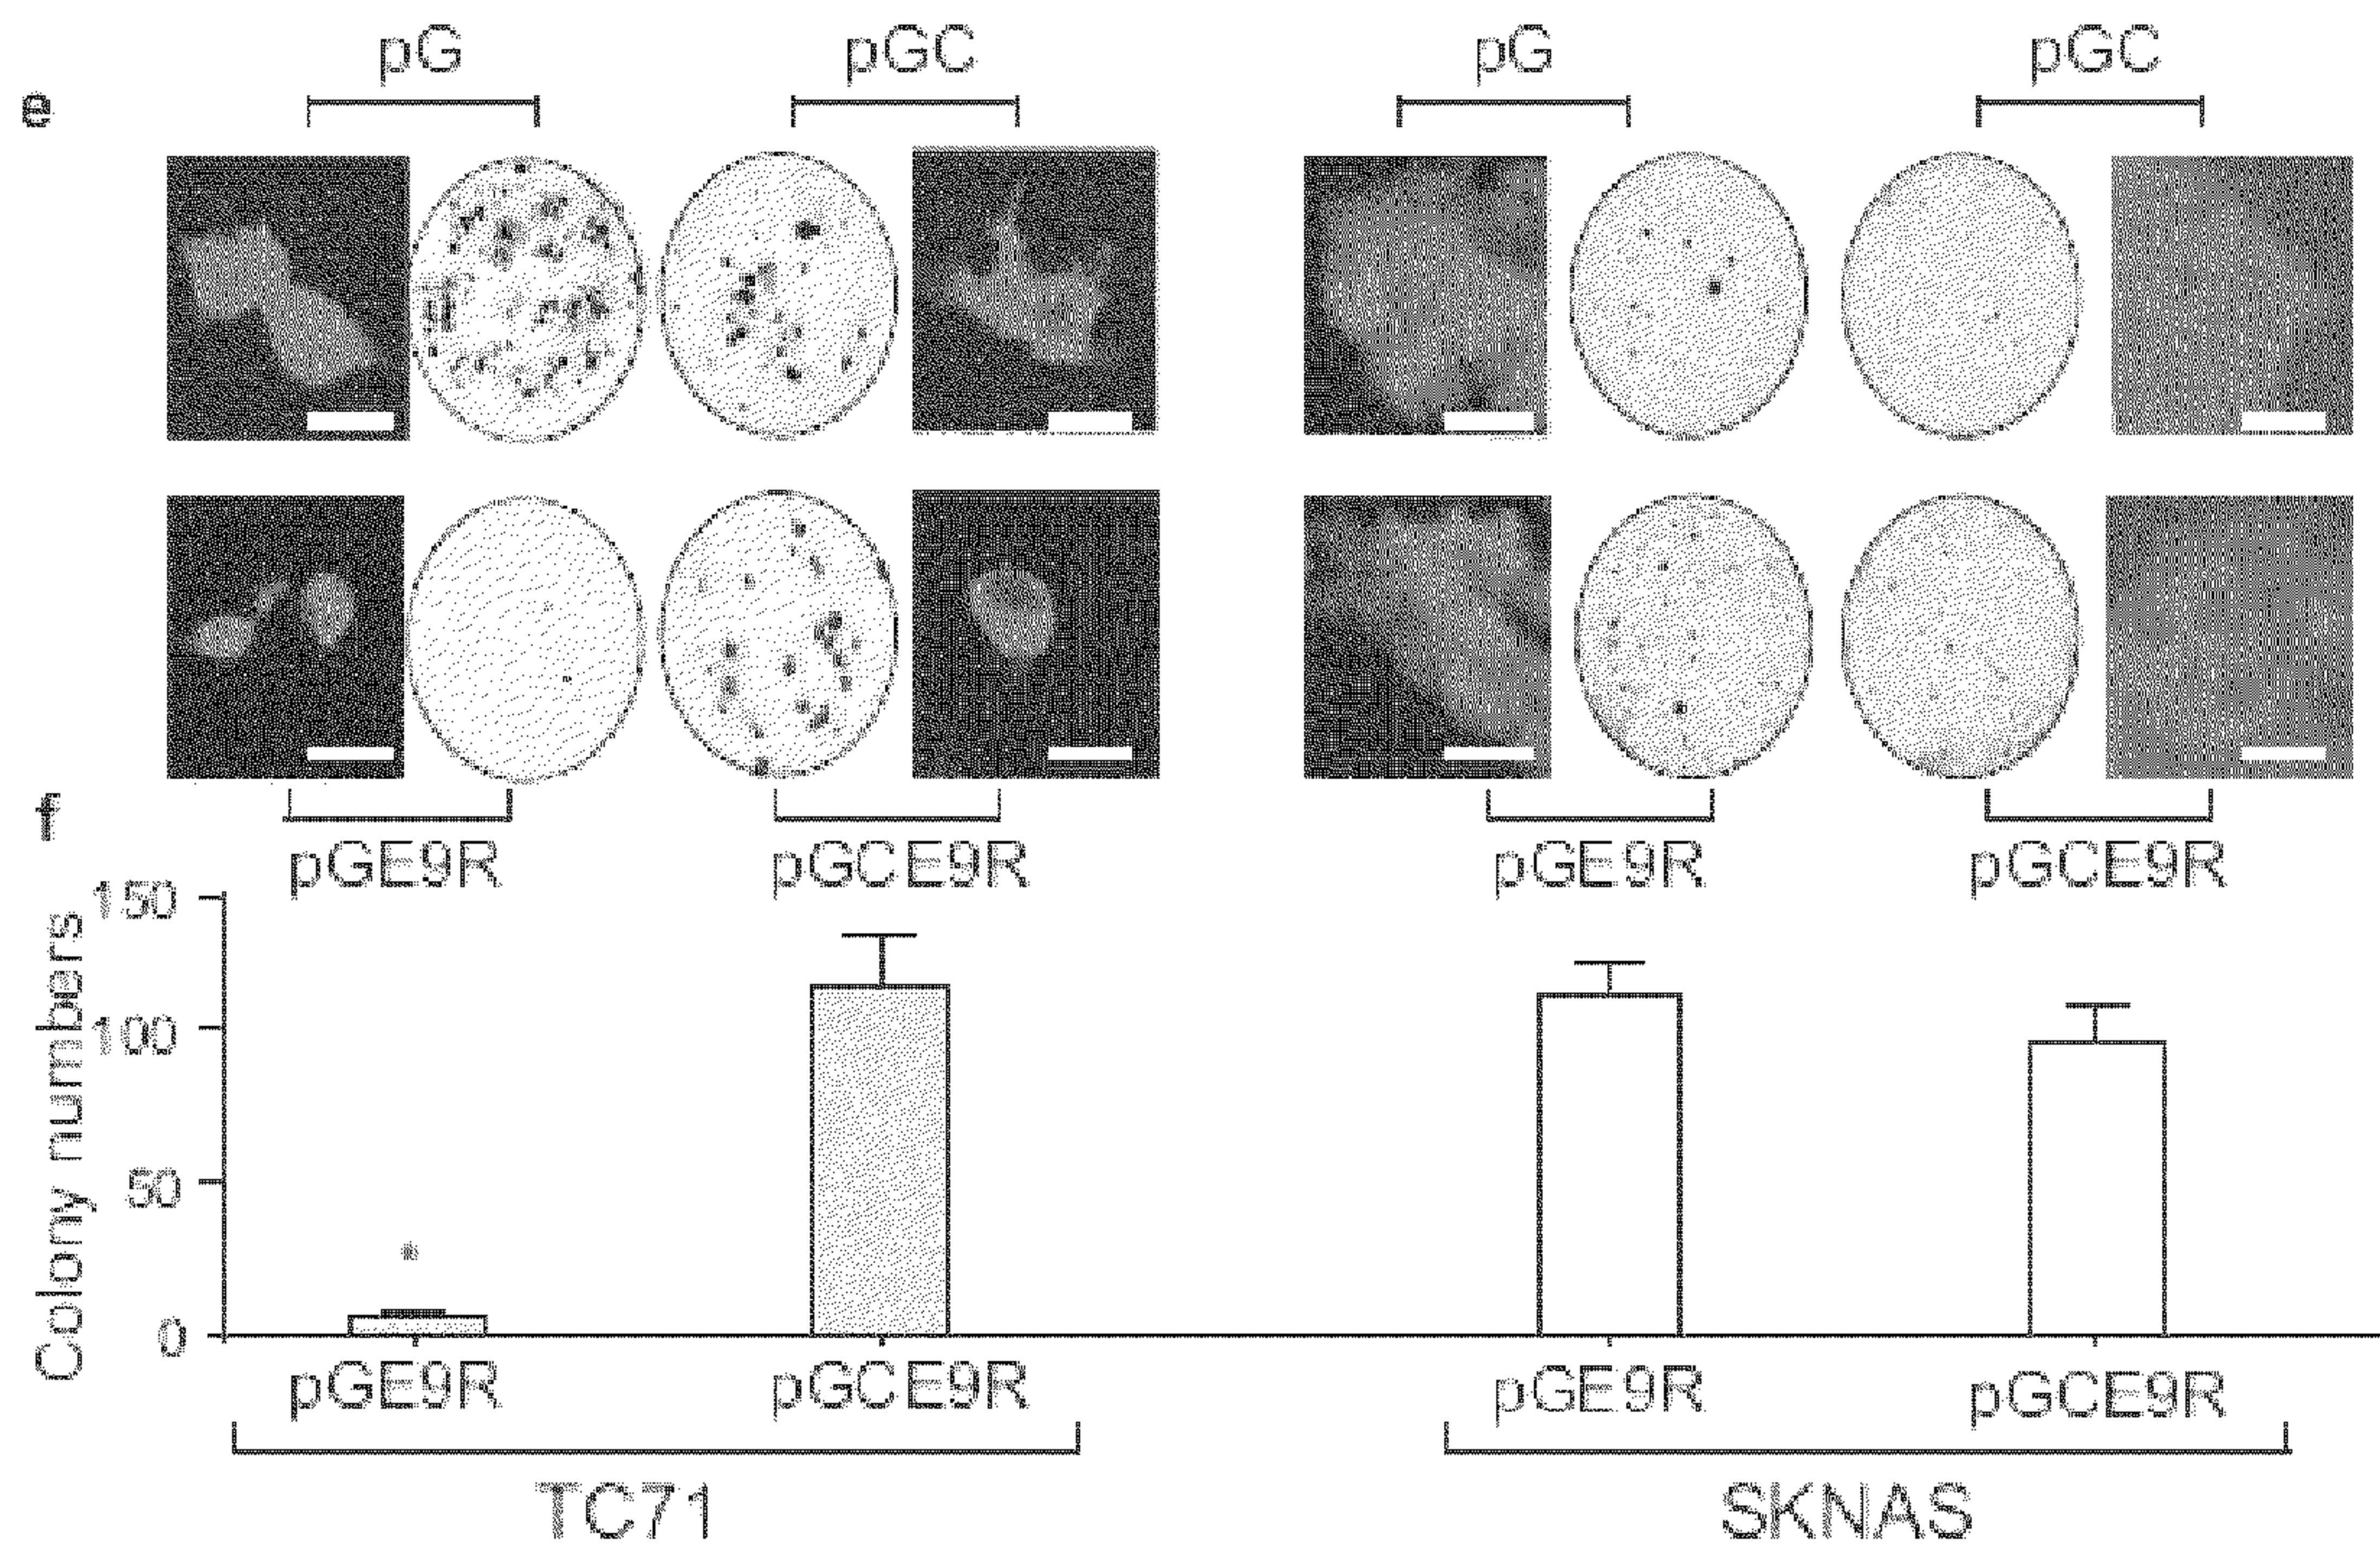 pG pGC pG pGC
e
f
pGE9R pGCE9R pGE9R pGCE9R
150
100
50
0
Colony numbers
*
pGE9R pGCE9R pGE9R pGCE9R
TC71 SKNAS